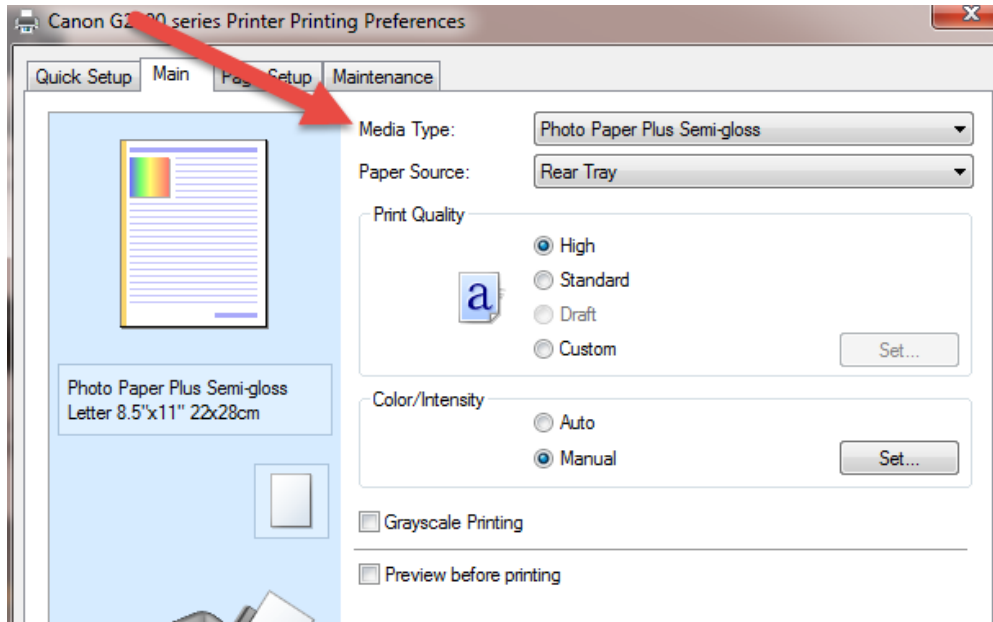 Canon series Printer Printing Preferences
Quick Setup Main Setup Maintenance
Media Type: Photo Paper Plus Semi-gloss
Paper Source: Rear Tray
Print Quality
High
a
Standard
Draft
Custom Set...
Photo Paper Plus Semi-gloss
Letter 8.5"x11" 22x28cm
Color/Intensity
Auto
Manual Set...
Grayscale Printing
Preview before printing